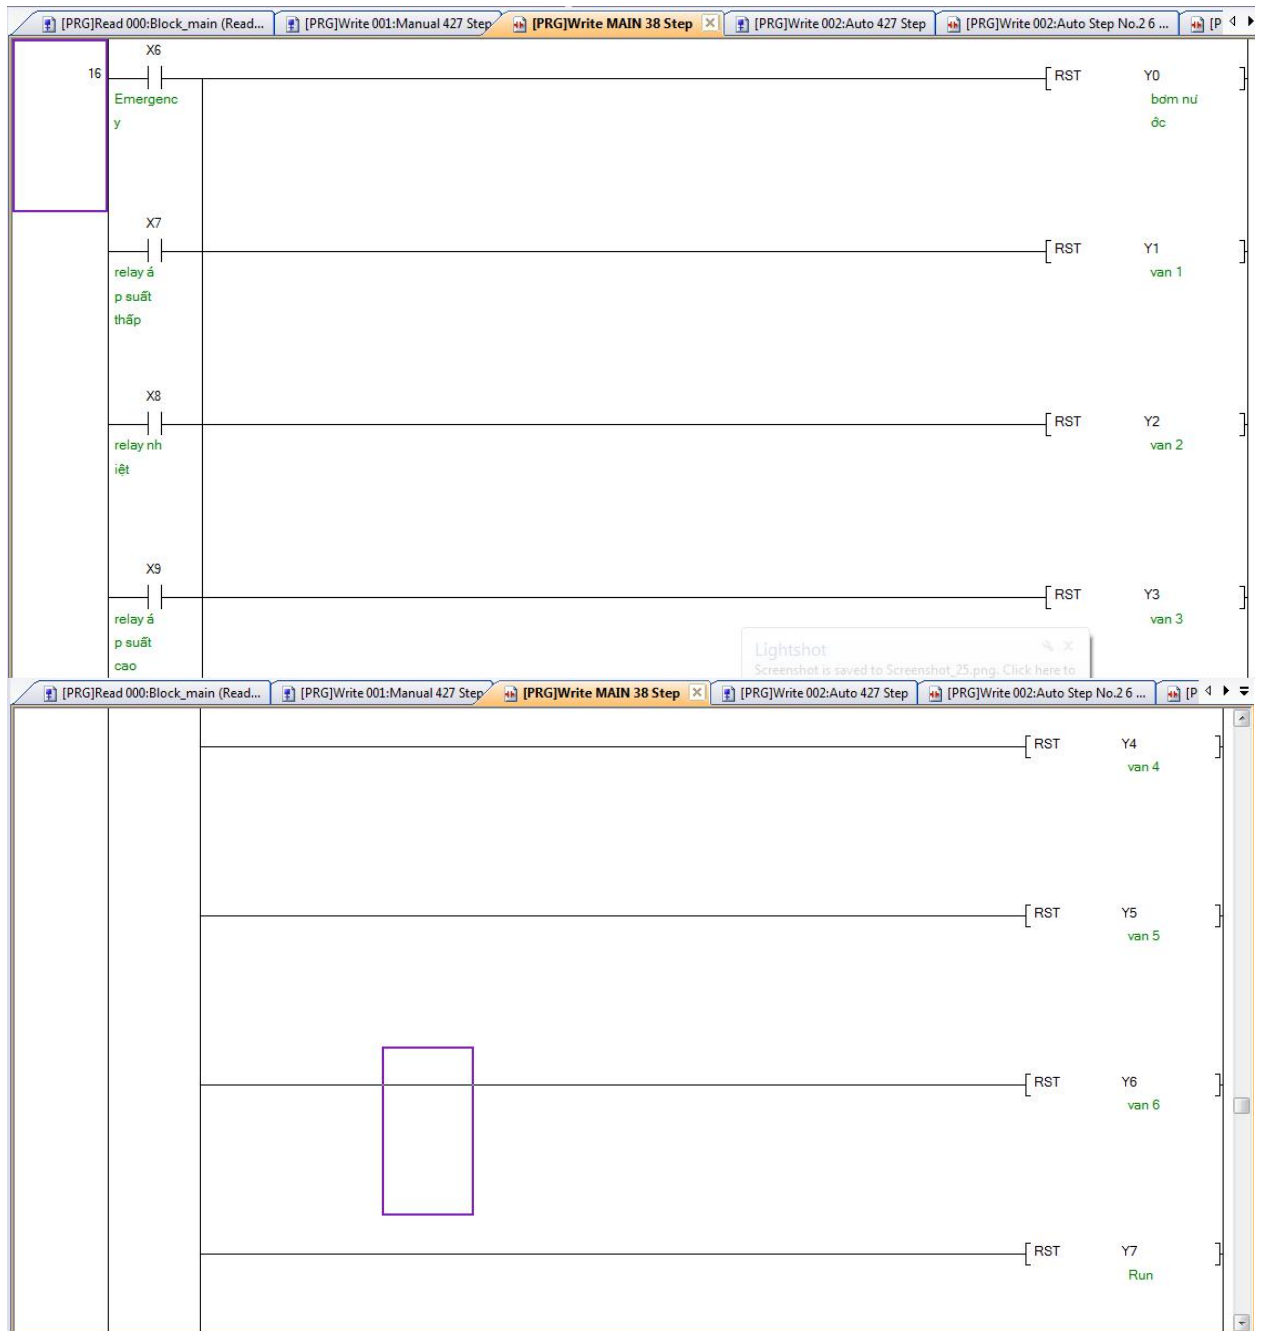 [PRG]Read 000:Block_main (Read... [PRG]Write 001:Manual 427 Step [PRG]Write MAIN 38 Step [PRG]Write 002:Auto 427 Step [PRG]Write 002:Auto Step No.2 6 ... [P
X6
16 RST Y0
Emergenc bơm nư
y ớc
X7
RST Y1
relay á van 1
p suất
thấp
X8
RST Y2
relay nh van 2
iệt
X9
RST Y3
relay á van 3
p suất
cao
Lightshot
Screenshot is saved to Screenshot_25.png. Click here to
[PRG]Read 000:Block_main (Read... [PRG]Write 001:Manual 427 Step [PRG]Write MAIN 38 Step [PRG]Write 002:Auto 427 Step [PRG]Write 002:Auto Step No.2 6 ... [P
RST Y4
van 4
RST Y5
van 5
RST Y6
van 6
RST Y7
Run